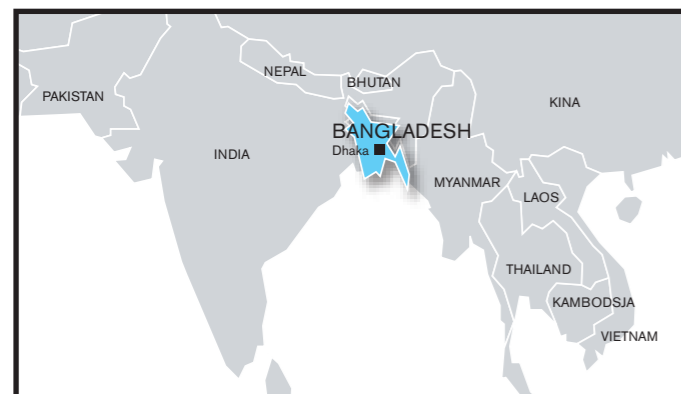 NEPAL
BHUTAN
PAKISTAN
KINA
BANGLADESH
Dhaka
INDIA
MYANMAR
LAOS
THAILAND
KAMBODSJA
VIETNAM